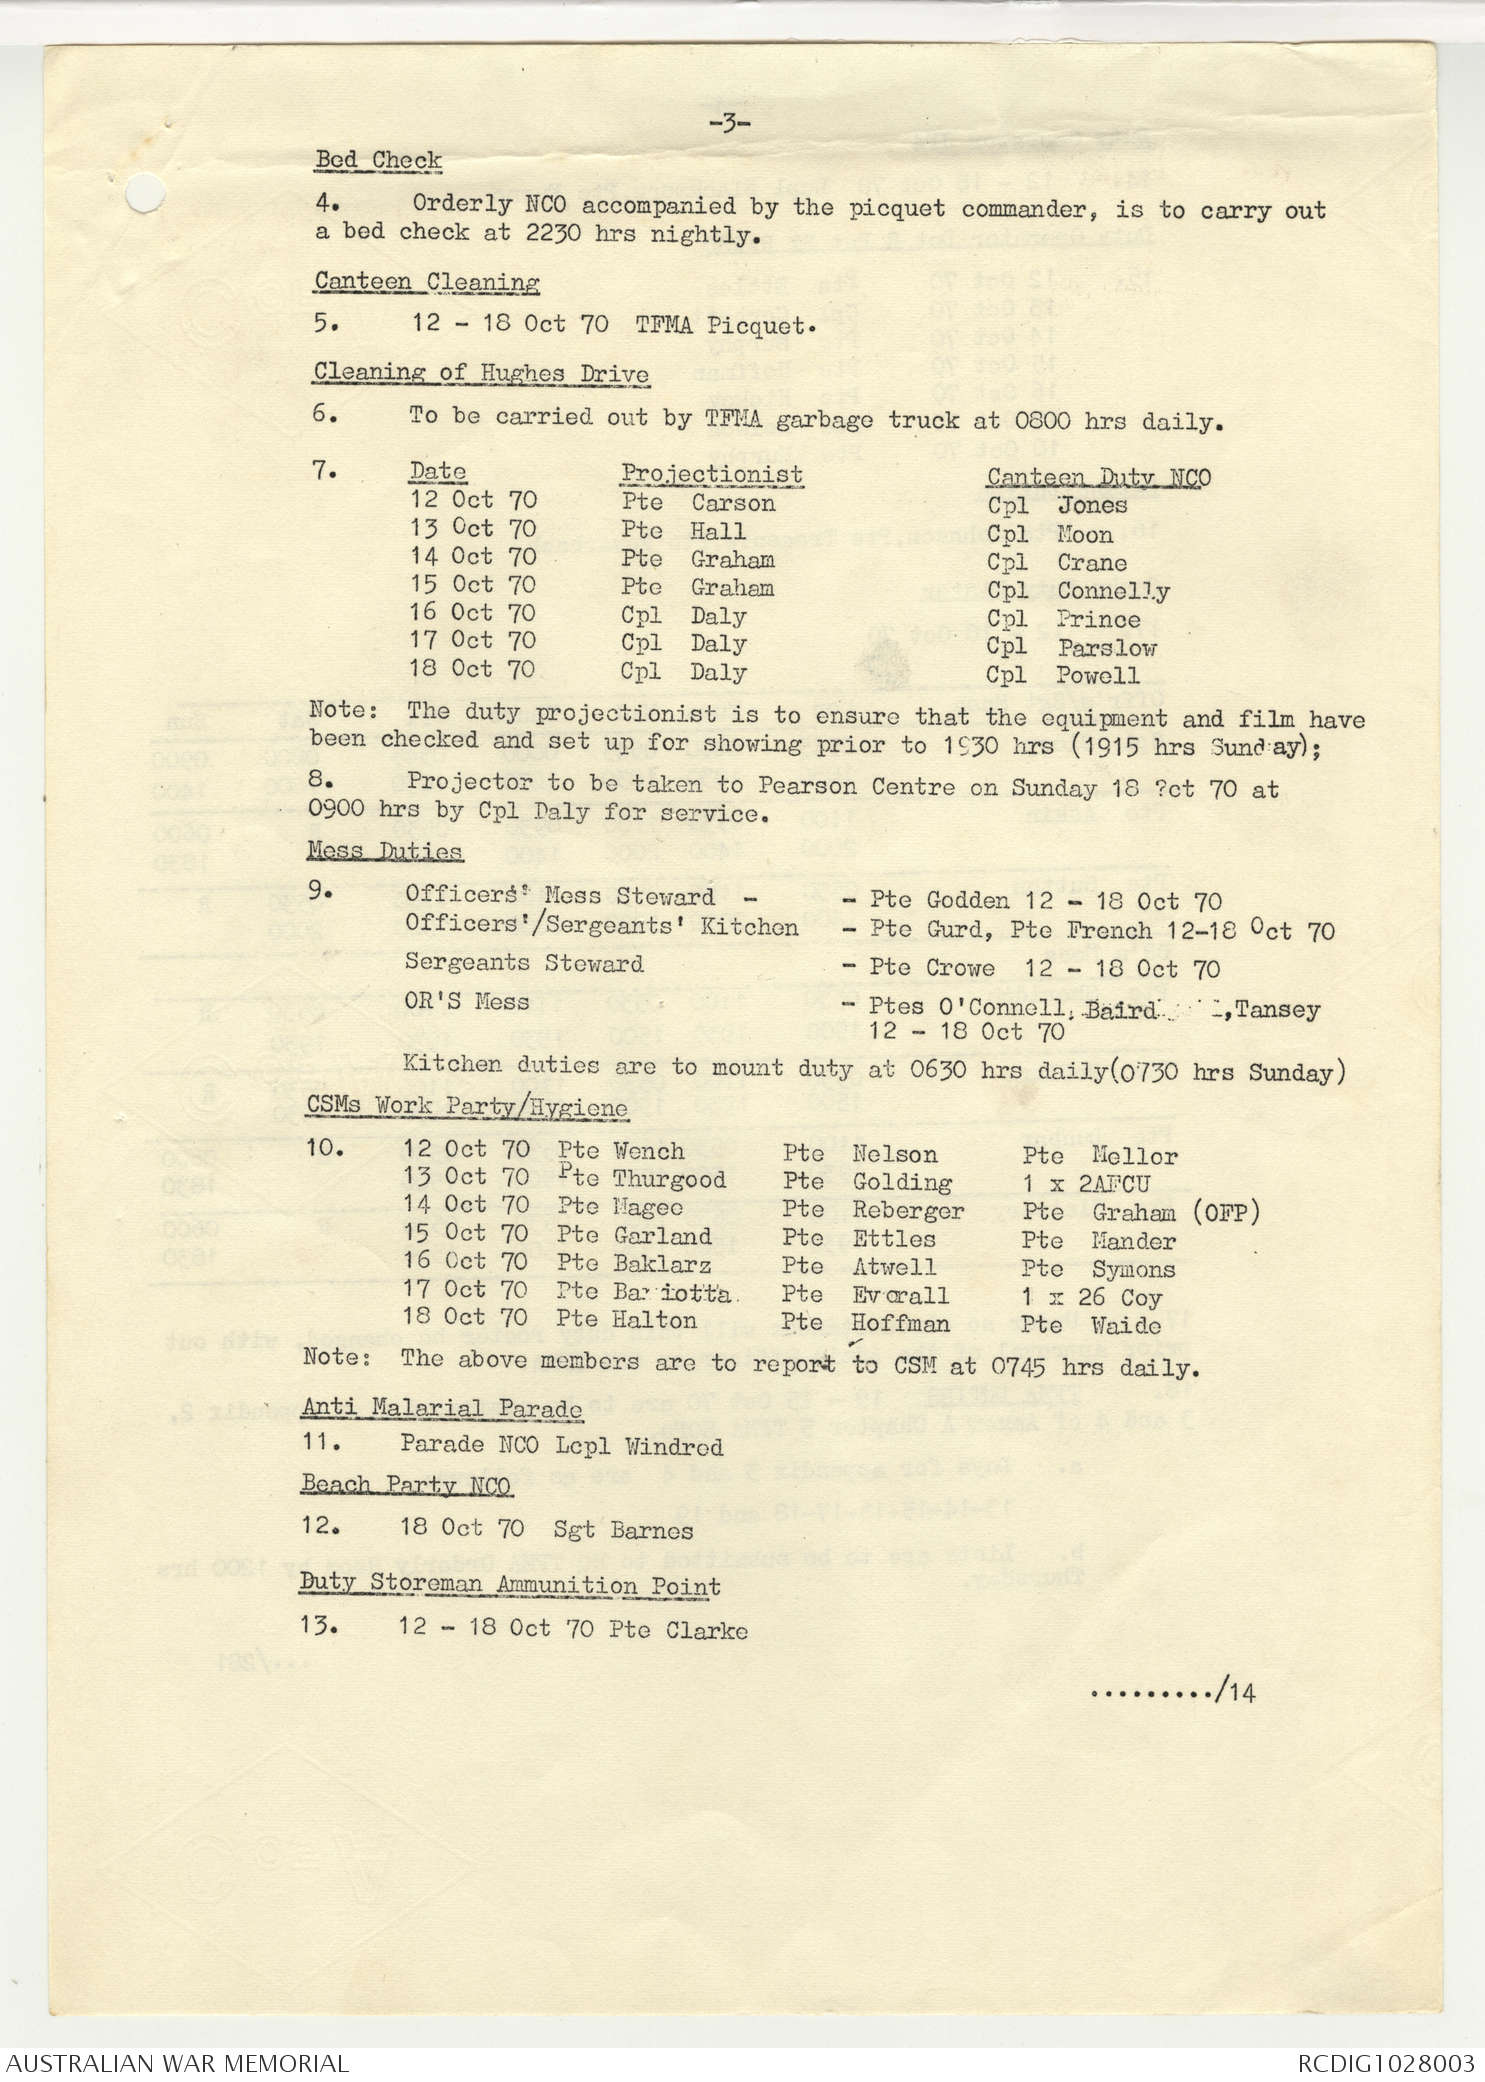 -3-
Bed Check
4. Orderly NCO accompanied by the picquet commander, is to carry out
a bed check at 2230 hrs nightly.
Canteen Cleaning
5. 12 - 18 Oct 70 TFMA Picquet.
Cleaning of Hughes Drive
6. To be carried out by TFMA garbage truck at 0800 hrs daily.
7. Date Projectionist Canteen Duty NCO
12 Oct 70 Pte Carson Cpl Jones
13 Oct 70 Pte Hall Cpl Moon
14 Oct 70 Pte Graham Cpl Crane
15 Oct 70 Pte Graham Cpl Connelly
16 Oct 70 Cpl Daly Cpl Prince
17 Oct 70 Cpl Daly Cpl Parslow
18 Oct 70 Cpl Daly Cpl Powell
Note: The duty projectionist is to ensure that the equipment and film have
been checked and set up for showing prior to 1930 hrs (1915 hrs Sunday);
8. Projector to be taken to Pearson Centre on Sunday 18 ?ct 70 at
0900 hrs by Cpl Daly for service.
Mess Duties
9. Officers' Mess Steward - - Pte Godden 12 - 18 Oct 70
Officers'/Sergeants' Kitchen - Pte Gurd, Pte French 12-18 Oct 70
Sergeants Steward - Pte Crowe 12 - 18 Oct 70
OR'S Mess - Ptes O'Connell, Baird ,Tansey
12 - 18 Oct 70
Kitchen duties are to mount duty at 0630 hrs daily(0730 hrs Sunday)
CSMs Work Party/Hygiene
10. 12 Oct 70 Pte Wench Pte Nelson Pte Mellor
13 Oct 70 Pte Thurgood Pte Golding 1 x 2AFCU
14 Oct 70 Pte Magee Pte Reberger Pte Graham (OFP)
15 Oct 70 Pte Garland Pte Ettles Pte Mander
16 Oct 70 Pte Baklarz Pte Atwell Pte Symons
17 Oct 70 Pte Bariotta Pte Everall 1 x 26 Coy
18 Oct 70 Pte Halton Pte Hoffman Pte Waide
Note: The above members are to report to CSM at 0745 hrs daily.
Anti Malarial Parade
11. Parade NCO Lcpl Windred
Beach Party NCO
12. 18 Oct 70 Sgt Barnes
Duty Storeman Ammunition Point
13. 12 - 18 Oct 70 Pte Clarke
........./14
AUSTRALIAN WAR MEMORIAL
RCDIG1028003